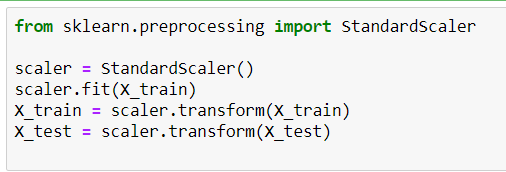 from sklearn.preprocessing import StandardScaler
scaler = StandardScaler()
scaler.fit(X_train)
X_train = scaler.transform(X_train)
X_test = scaler.transform(X_test)